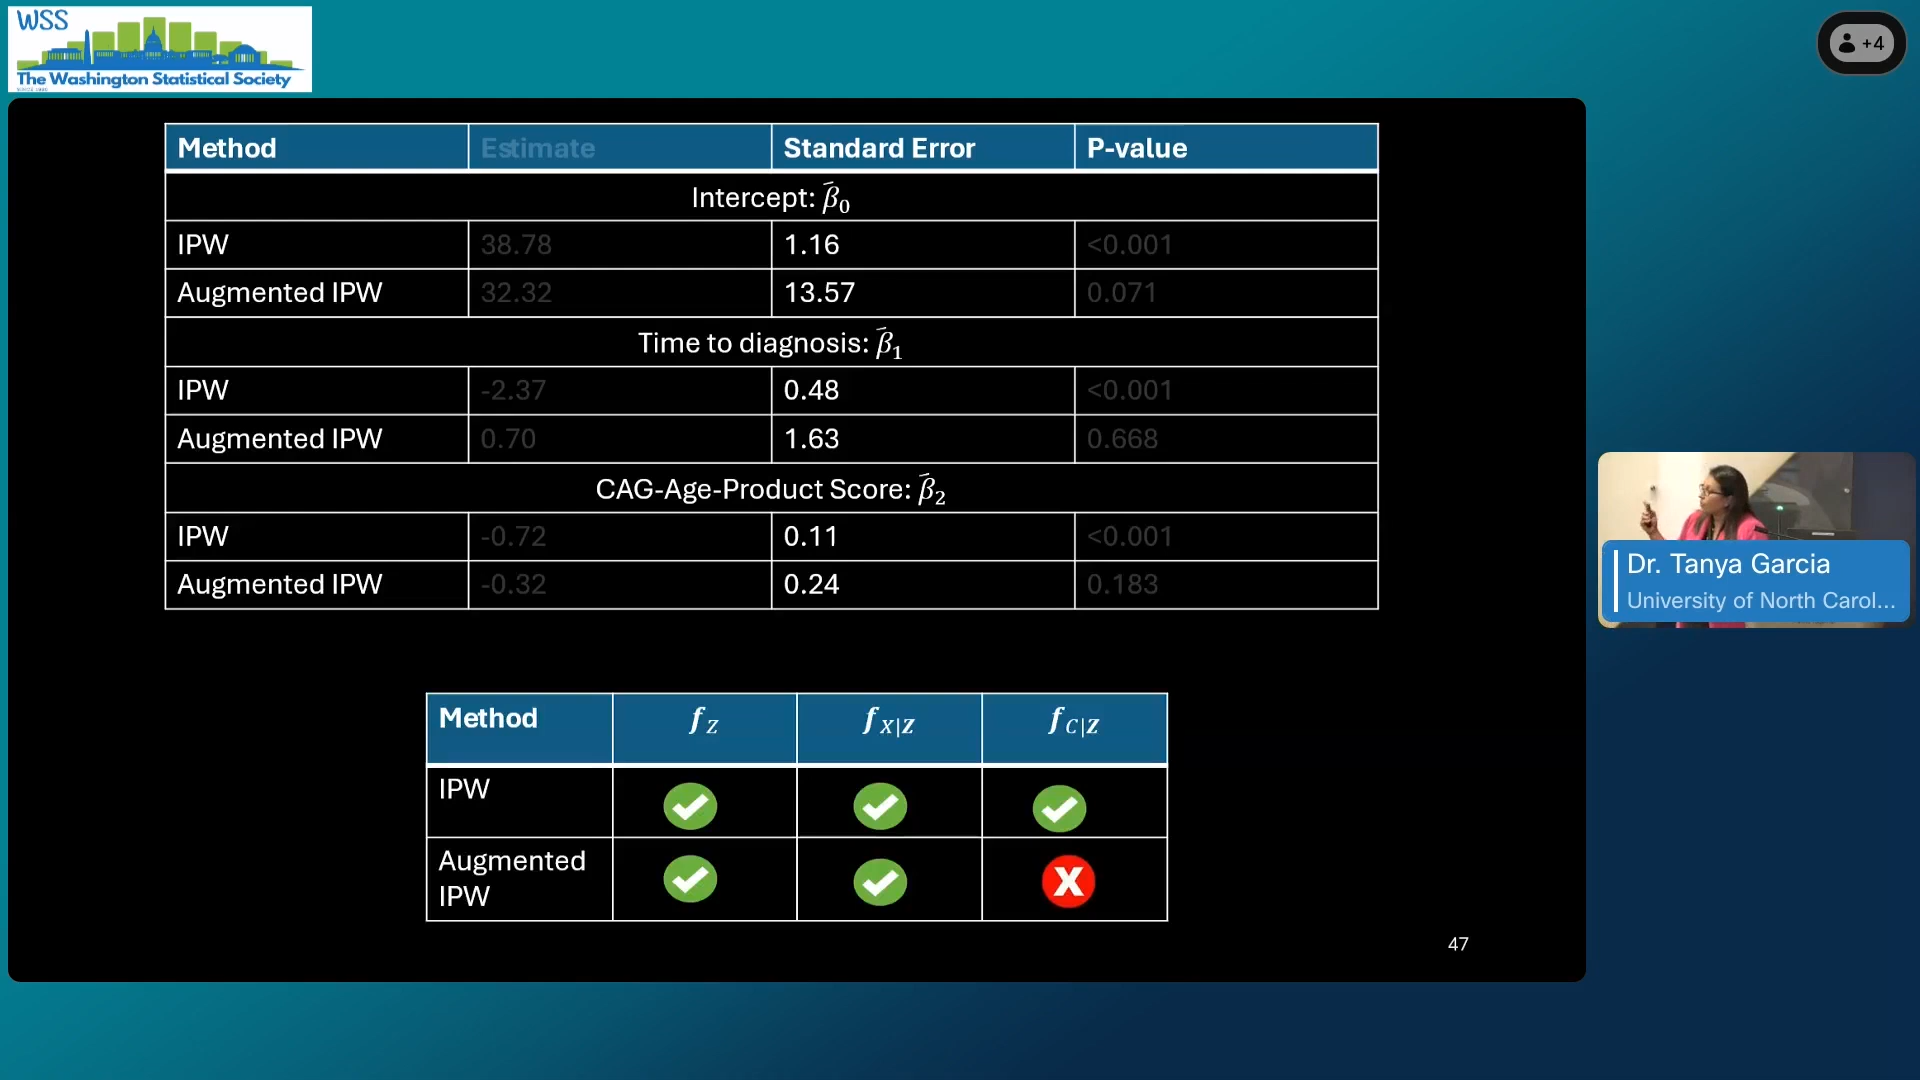 WSS
The Washington Statistical Society
+4
Method Estimate Standard Error P-value
Intercept: β̄₀
IPW 38.78 1.16 <0.001
Augmented IPW 32.32 13.57 0.071
Time to diagnosis: β̄₁
IPW -2.37 0.48 <0.001
Augmented IPW 0.70 1.63 0.668
CAG-Age-Product Score: β̄₂
IPW -0.72 0.11 <0.001
Augmented IPW -0.32 0.24 0.183
Method f_Z f_X|Z f_C|Z
IPW
Augmented
IPW
X
47
Dr. Tanya Garcia
University of North Carol...